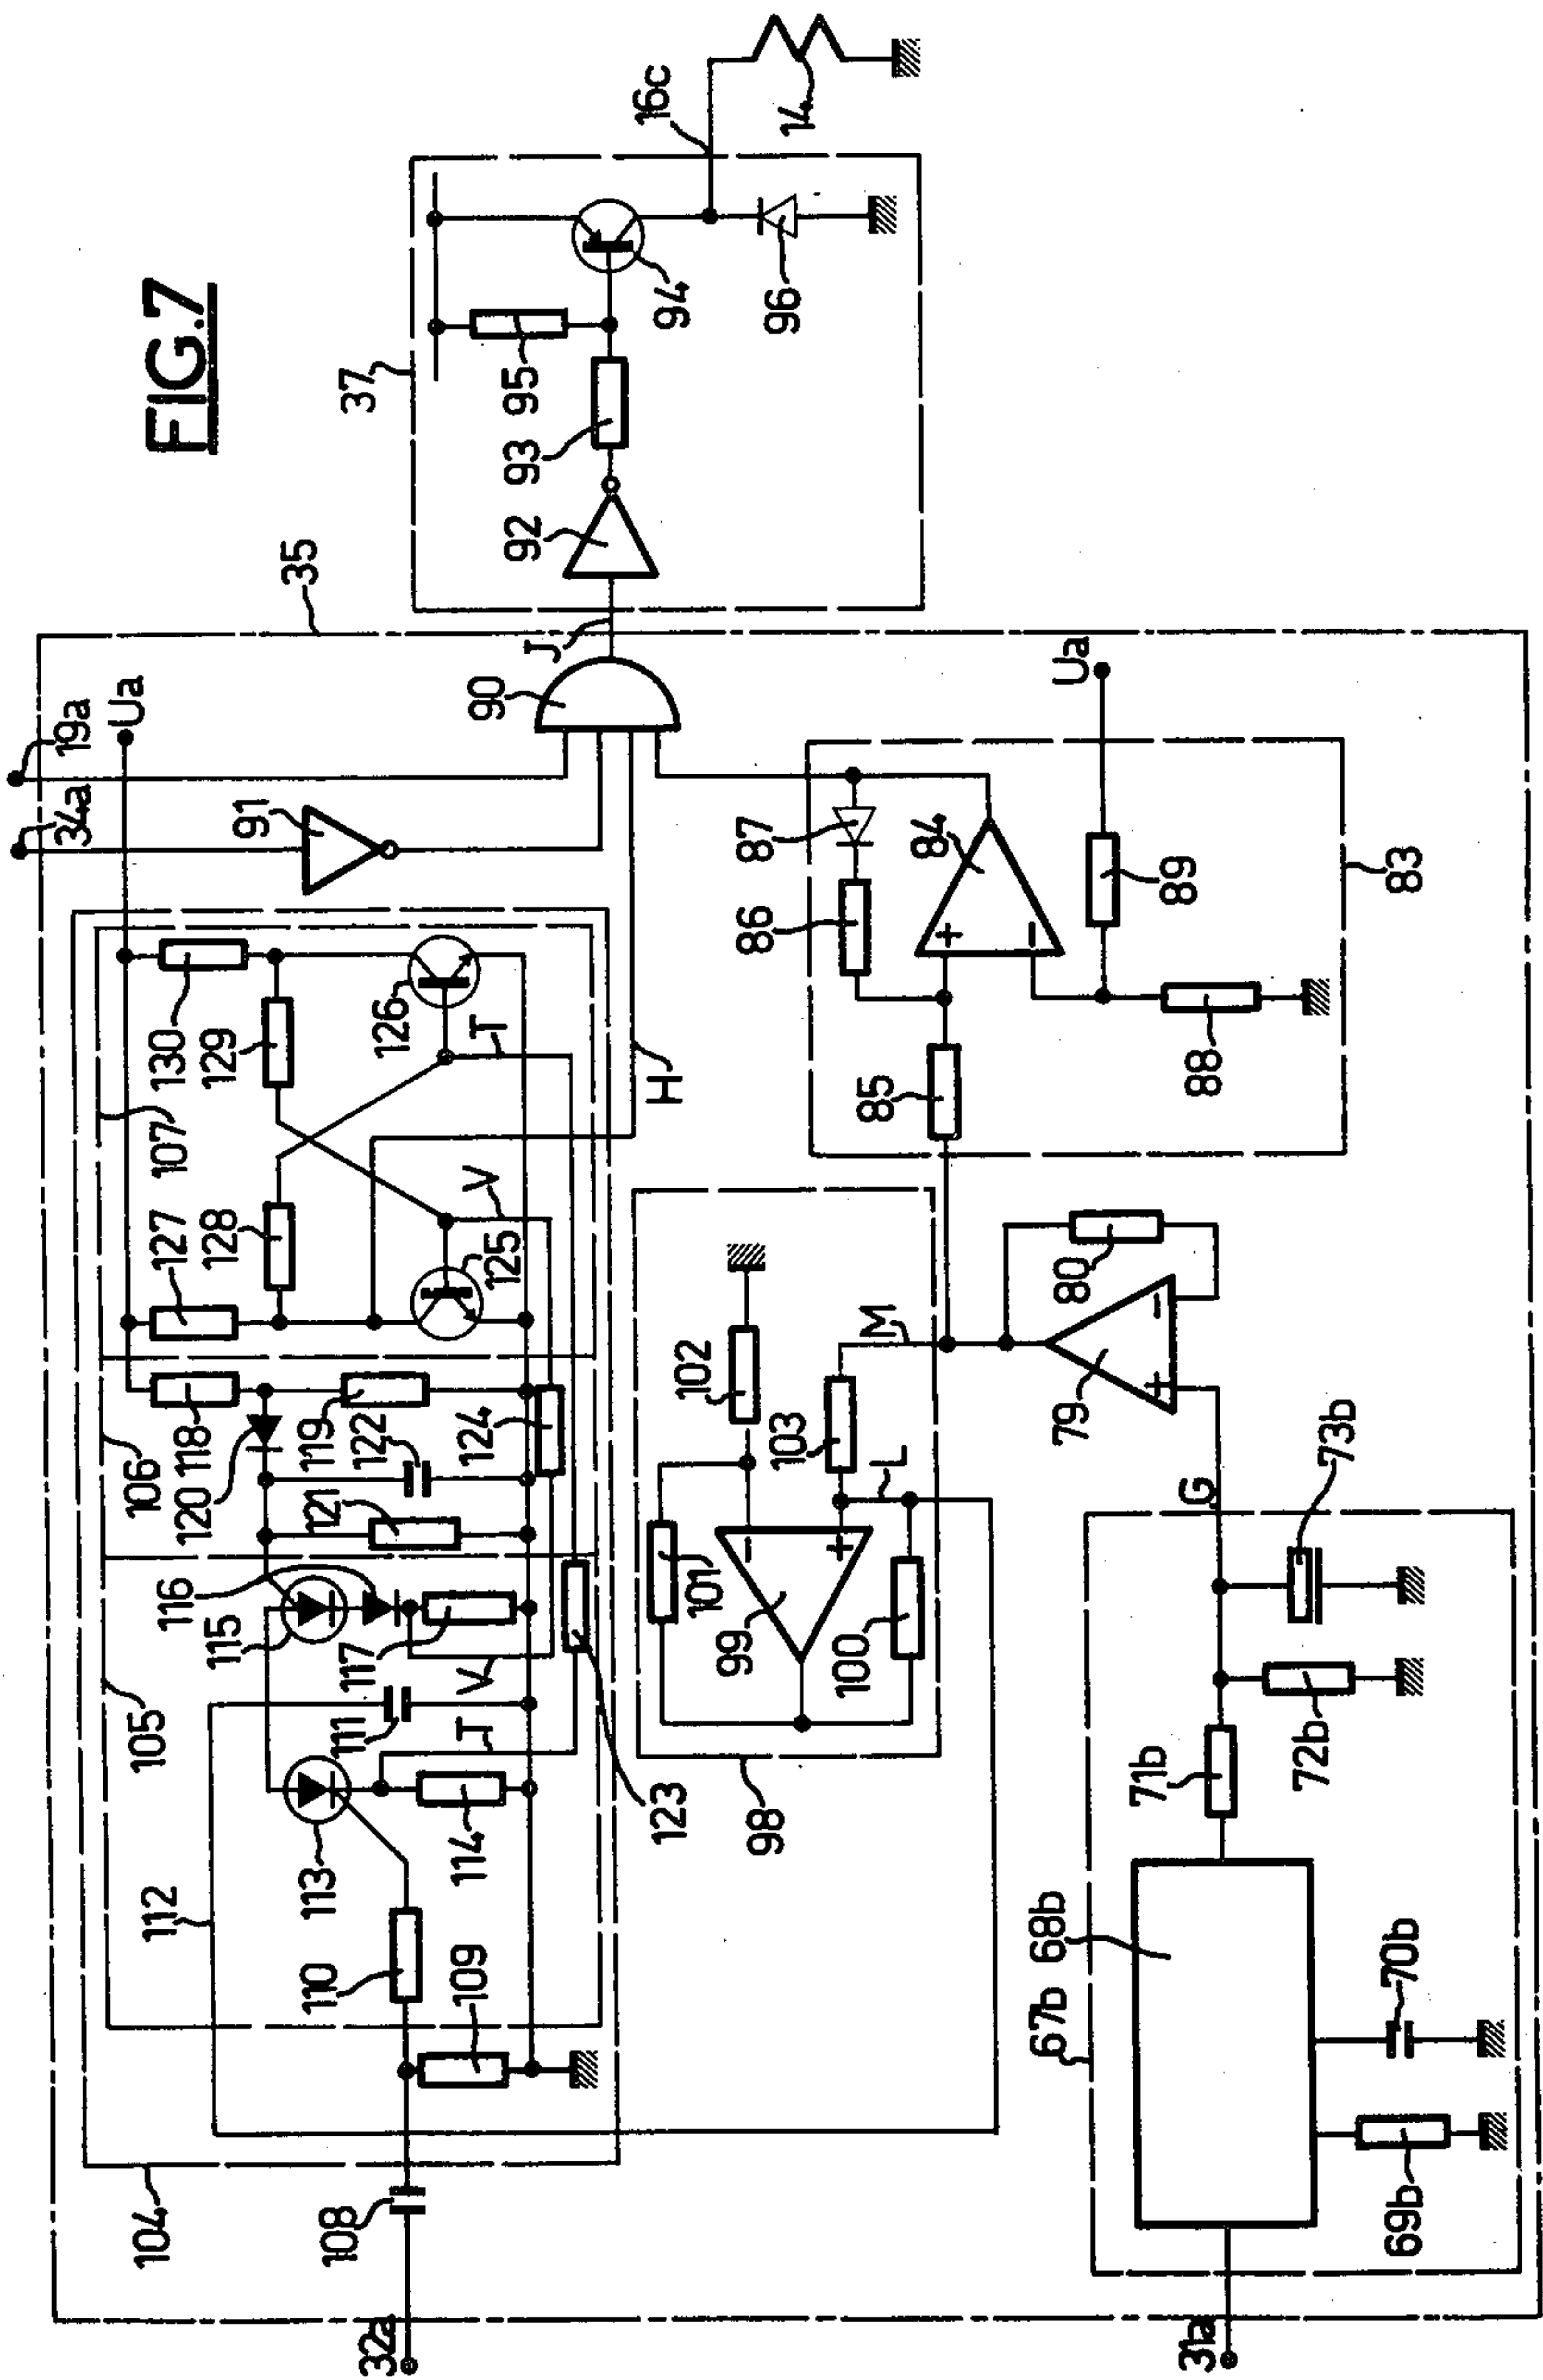 FIG.7
35
37
34a
19a
Ua
91
90
J
92
93
95
94
96
16c
14
104
112
105
106
107
32a
108
109
110
113
114
T
111
V
117
115
116
121
120
122
118
119
124
123
127
128
125
V
130
129
126
T
H
98
99
100
101
102
103
L
M
79
80
85
86
87
84
+
−
88
89
Ua
83
31a
67b
68b
69b
70b
71b
72b
73b
G
+
−
−
+